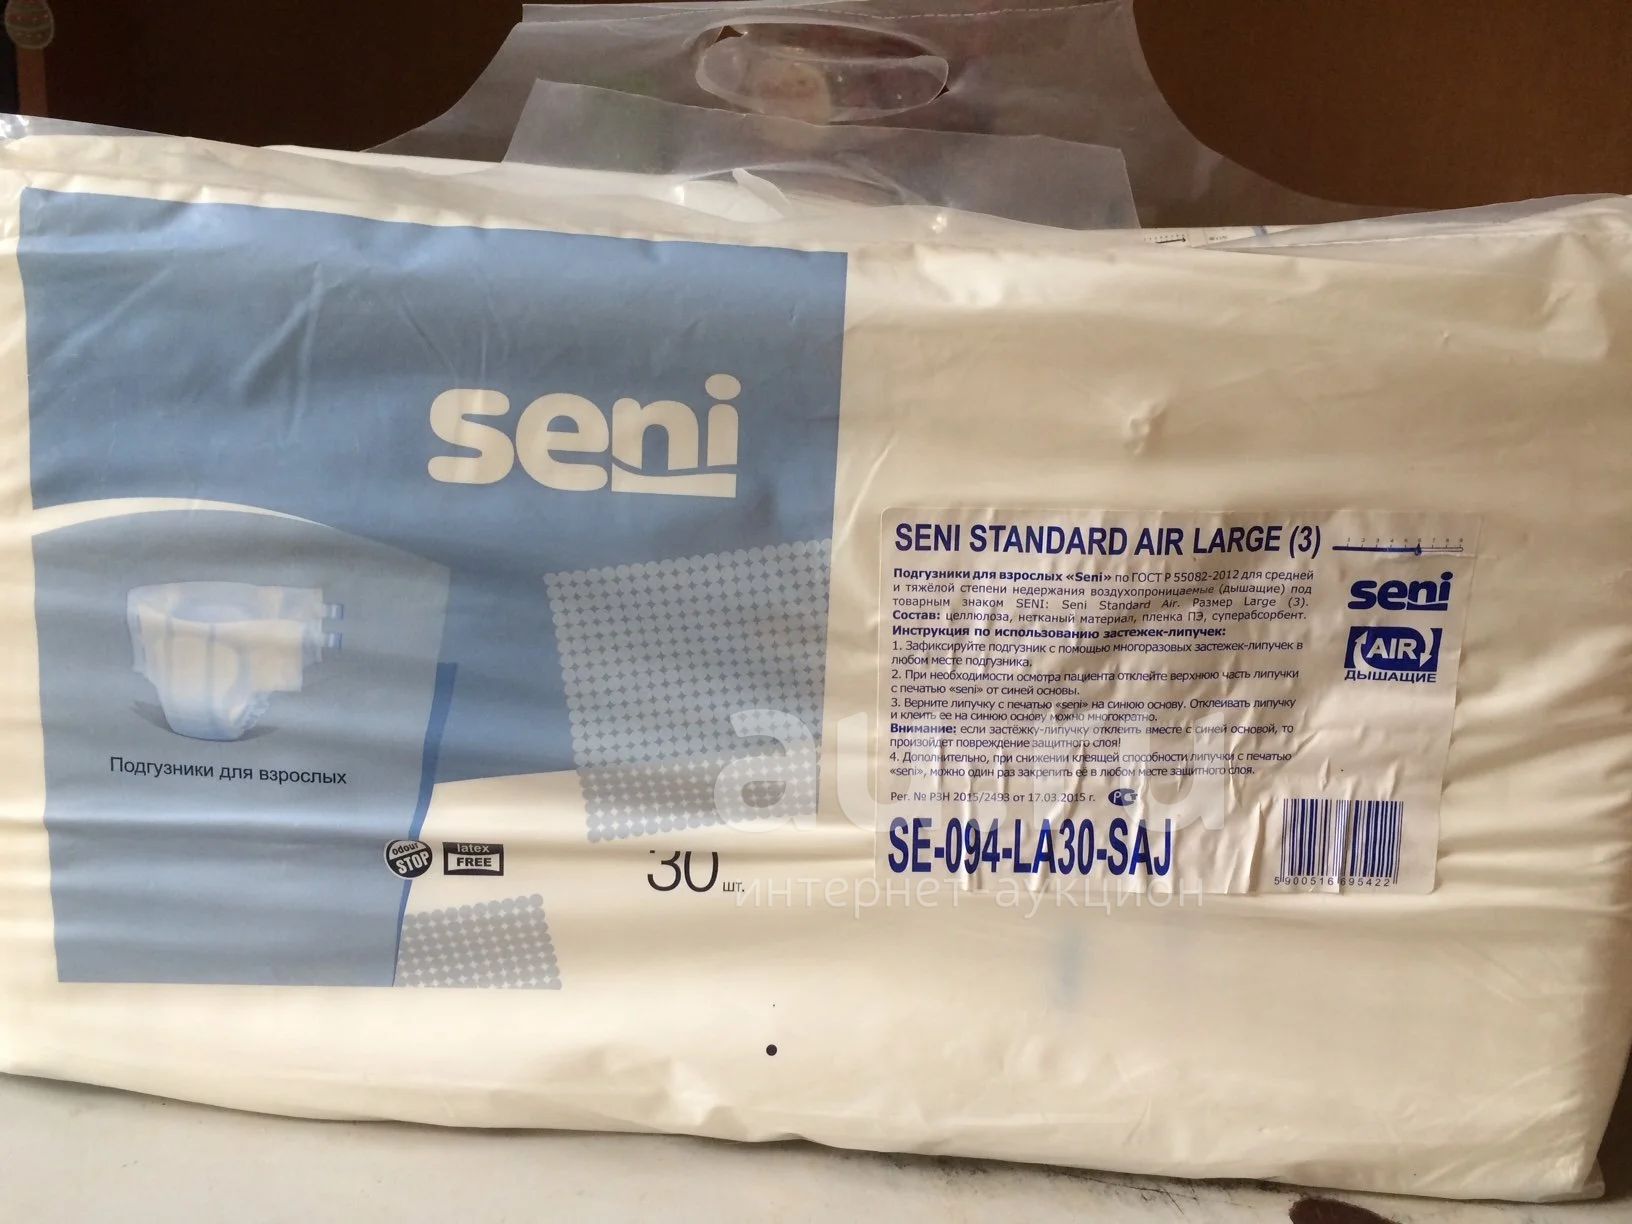 seni
Подгузники для взрослых
odour
STOP
latex
FREE
30 шт.
SENI STANDARD AIR LARGE (3)
Подгузники для взрослых «Seni» по ГОСТ Р 55082-2012 для средней
и тяжёлой степени недержания воздухопроницаемые (дышащие) под
товарным знаком SENI: Seni Standard Air. Размер Large (3).
Состав: целлюлоза, нетканый материал, пленка ПЭ, суперабсорбент.
Инструкция по использованию застежек-липучек:
1. Зафиксируйте подгузник с помощью многоразовых застежек-липучек в
любом месте подгузника.
2. При необходимости осмотра пациента отклейте верхнюю часть липучки
с печатью «seni» от синей основы.
3. Верните липучку с печатью «seni» на синюю основу. Отклеивать липучку
и клеить ее на синюю основу можно многократно.
Внимание: если застёжку-липучку отклеить вместе с синей основой, то
произойдет повреждение защитного слоя!
4. Дополнительно, при снижении клеящей способности липучки с печатью
«seni», можно один раз закрепить её в любом месте защитного слоя.
Рег. № РЗН 2015/2493 от 17.03.2015 г.
SE-094-LA30-SAJ
seni
AIR
ДЫШАЩИЕ
5 900516 695422
au.ru
интернет-аукцион